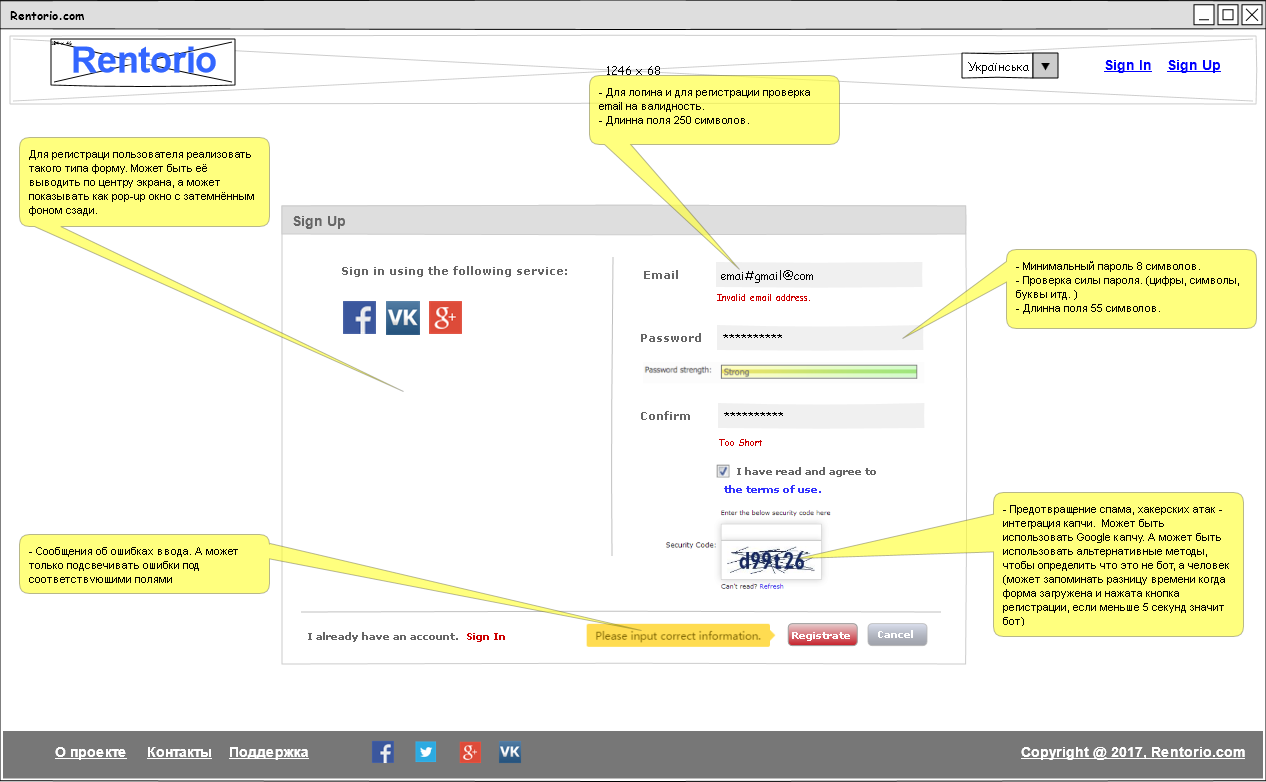 Rentorio.com
Rentorio
1246 × 68
Українська
Sign In
Sign Up
- Для логина и для регистрации проверка
email на валидность.
- Длинна поля 250 символов.
Для регистраци пользователя реализовать
такого типа форму. Может быть её
выводить по центру экрана, а может
показывать как pop-up окно с затемнённым
фоном сзади.
Sign Up
Sign in using the following service:
Email
emai#gmail@com
Invalid email address.
- Минимальный пароль 8 символов.
- Проверка силы пароля. (цифры, символы,
буквы итд. )
- Длинна поля 55 символов.
Password
**********
Password strength:
Strong
Confirm
**********
Too Short
I have read and agree to
the terms of use.
Enter the below security code here
Security Code:
d99t26
Can't read? Refresh
- Предотвращение спама, хакерских атак -
интеграция капчи. Может быть
использовать Google капчу. А может быть
использовать альтернативные методы,
чтобы определить что это не бот, а человек
(может запоминать разницу времени когда
форма загружена и нажата кнопка
регистрации, если меньше 5 секунд значит
бот)
- Сообщения об ошибках ввода. А может
только подсвечивать ошибки под
соответствующими полями
I already have an account. Sign In
Please input correct information.
Registrate
Cancel
О проекте
Контакты
Поддержка
Copyright @ 2017, Rentorio.com